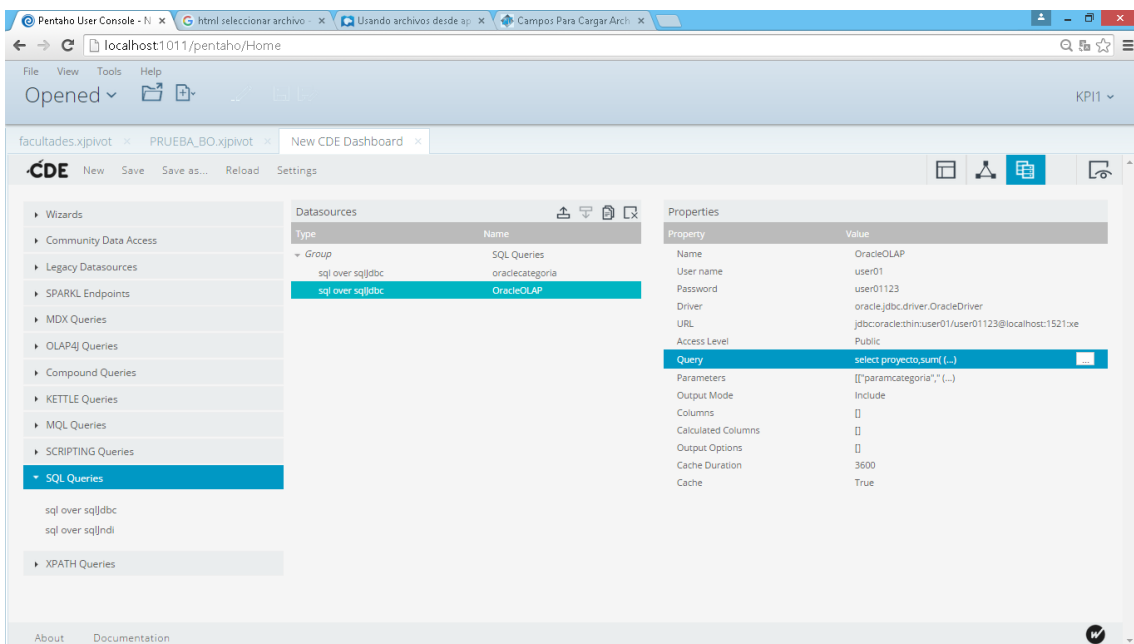 Pentaho User Console - N
html seleccionar archivo -
Usando archivos desde ap
Campos Para Cargar Arch
localhost:1011/pentaho/Home
File View Tools Help
Opened
KPI1
facultades.xjpivot
PRUEBA_BO.xjpivot
New CDE Dashboard
CDE New Save Save as... Reload Settings
Wizards
Community Data Access
Legacy Datasources
SPARKL Endpoints
MDX Queries
OLAP4J Queries
Compound Queries
KETTLE Queries
MQL Queries
SCRIPTING Queries
SQL Queries
sql over sqlJdbc
sql over sqlJndi
XPATH Queries
Datasources
Type Name
Group SQL Queries
sql over sqlJdbc oraclecategoria
sql over sqlJdbc OracleOLAP
Properties
Property Value
Name OracleOLAP
User name user01
Password user01123
Driver oracle.jdbc.driver.OracleDriver
URL jdbc:oracle:thin:user01/user01123@localhost:1521:xe
Access Level Public
Query select proyecto,sum( (...) ...
Parameters [["paramcategoria"," (...)
Output Mode Include
Columns []
Calculated Columns []
Output Options []
Cache Duration 3600
Cache True
About Documentation